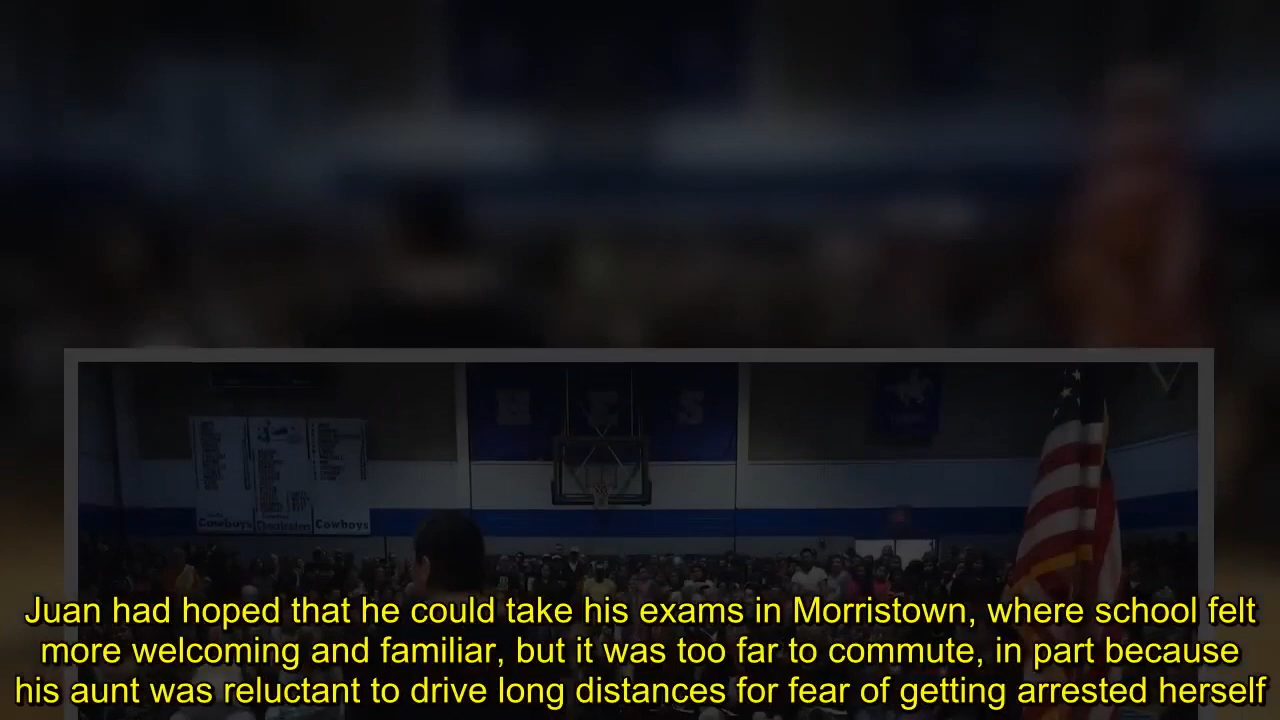 H F S
Cowboys Cheerleaders Cowboys
Juan had hoped that he could take his exams in Morristown, where school felt
more welcoming and familiar, but it was too far to commute, in part because
his aunt was reluctant to drive long distances for fear of getting arrested herself